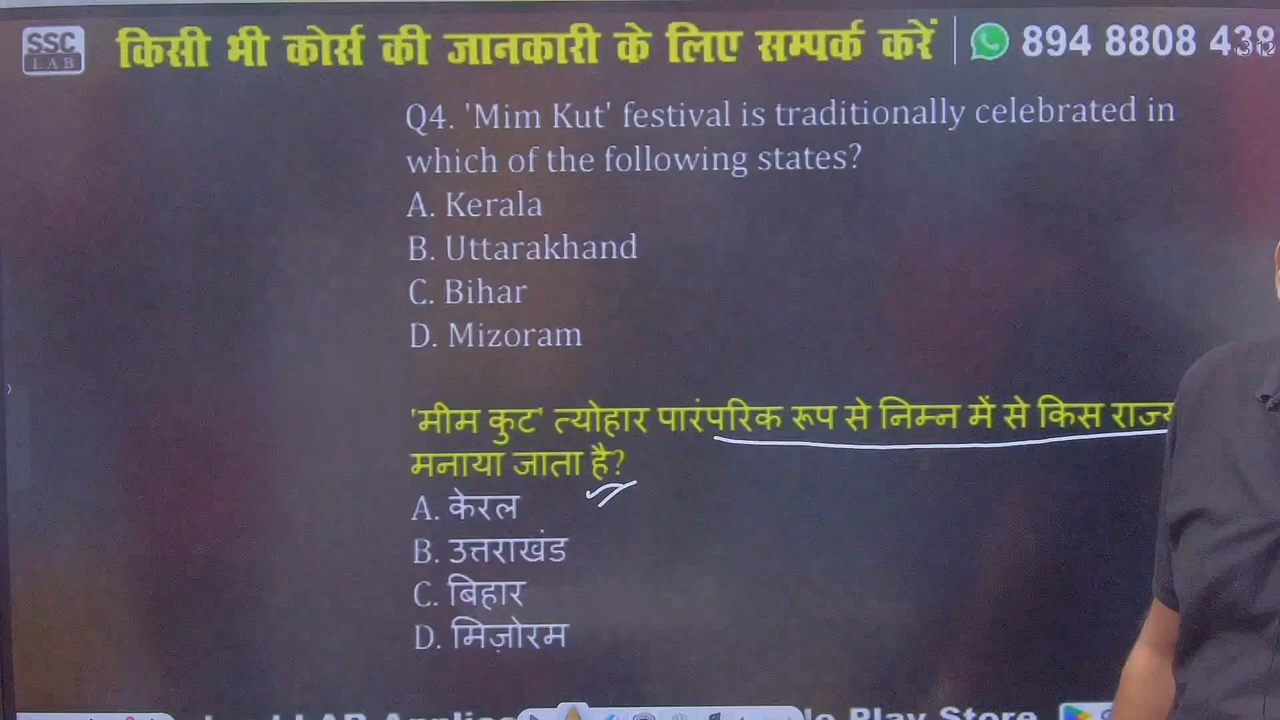 SSC
LAB
किसी भी कोर्स की जानकारी के लिए सम्पर्क करें
894 8808 438
Q4. 'Mim Kut' festival is traditionally celebrated in
which of the following states?
A. Kerala
B. Uttarakhand
C. Bihar
D. Mizoram
'मीम कुट' त्योहार पारंपरिक रूप से निम्न में से किस राज्य
मनाया जाता है?
A. केरल
B. उत्तराखंड
C. बिहार
D. मिज़ोरम
Play Store